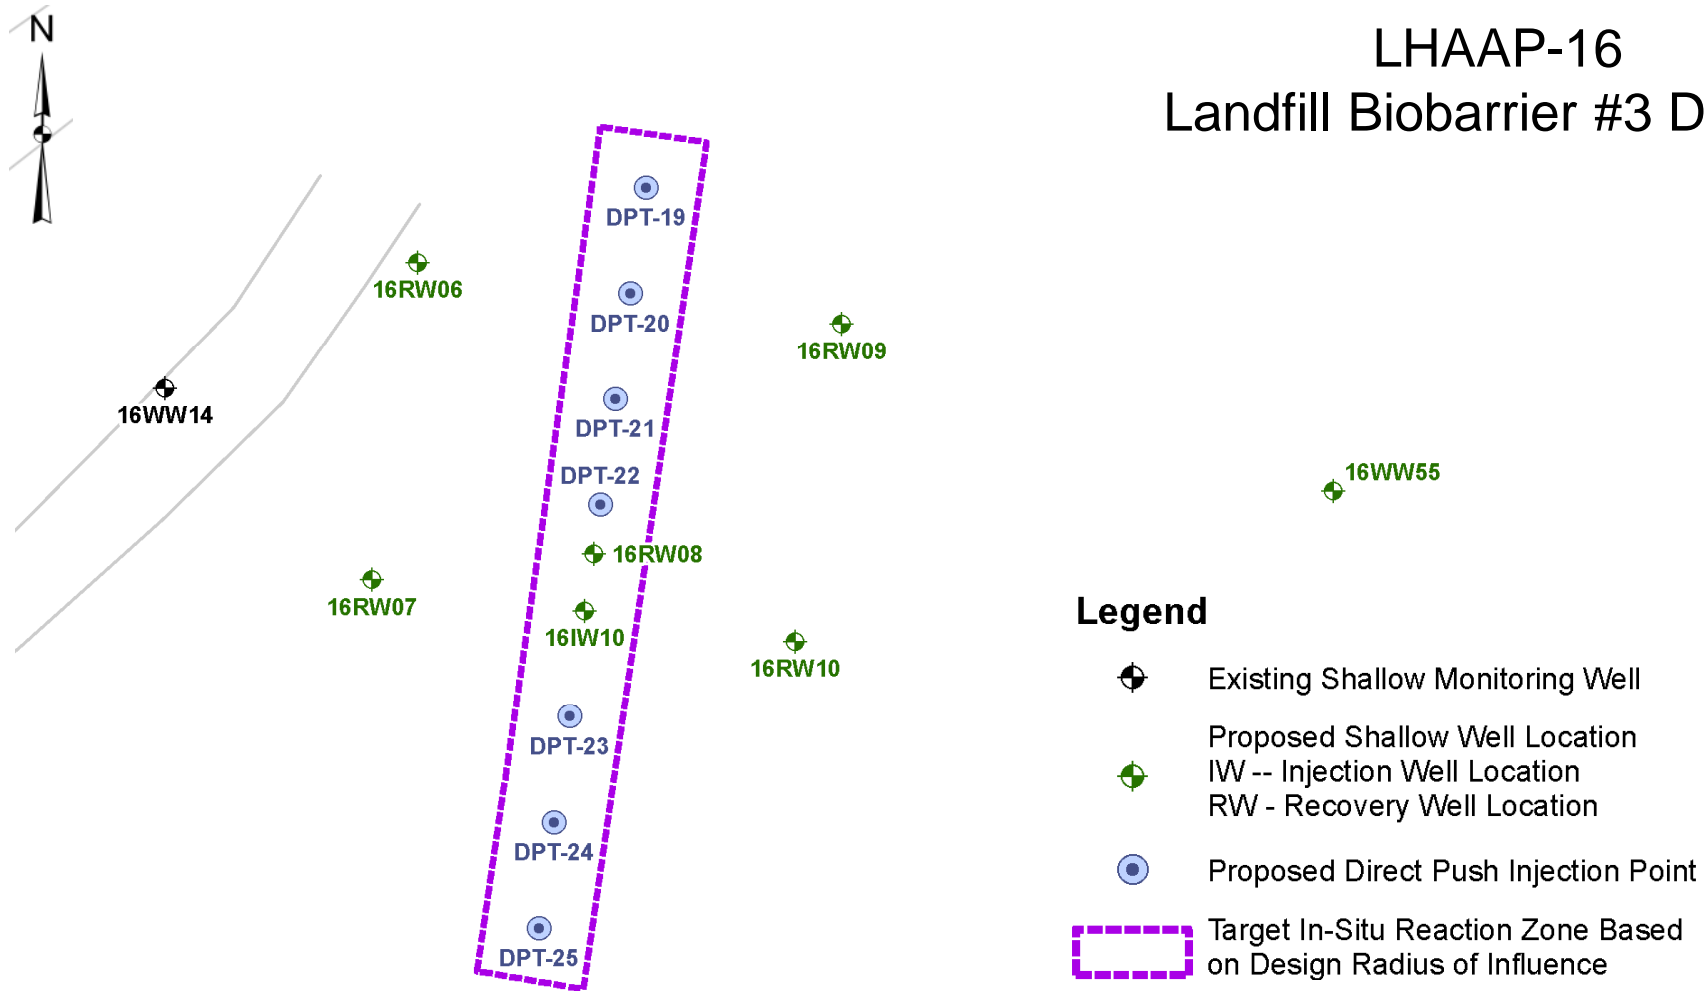 N
LHAAP-16
Landfill Biobarrier #3 D
DPT-19
16RW06
DPT-20
16RW09
16WW14
DPT-21
DPT-22
16WW55
16RW08
16RW07
16IW10
16RW10
DPT-23
DPT-24
DPT-25
Legend
Existing Shallow Monitoring Well
Proposed Shallow Well Location
IW -- Injection Well Location
RW - Recovery Well Location
Proposed Direct Push Injection Point
Target In-Situ Reaction Zone Based
on Design Radius of Influence